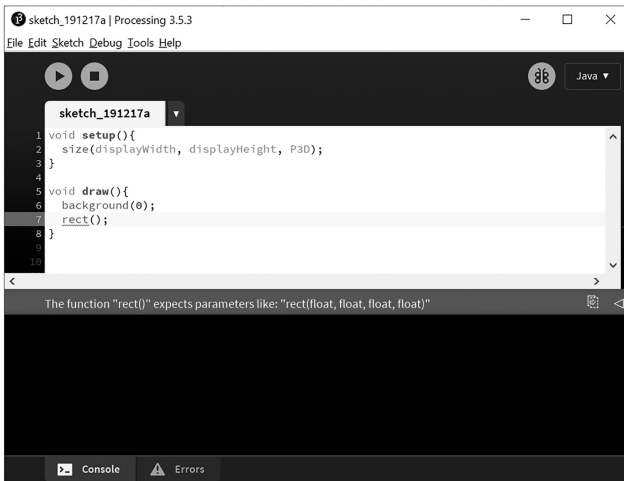 sketch_191217a | Processing 3.5.3
File Edit Sketch Debug Tools Help
Java ▼
sketch_191217a ▼
1 void setup(){
2 size(displayWidth, displayHeight, P3D);
3 }
4
5 void draw(){
6 background(0);
7 rect();
8 }
9
10
The function "rect()" expects parameters like: "rect(float, float, float, float)"
Console Errors